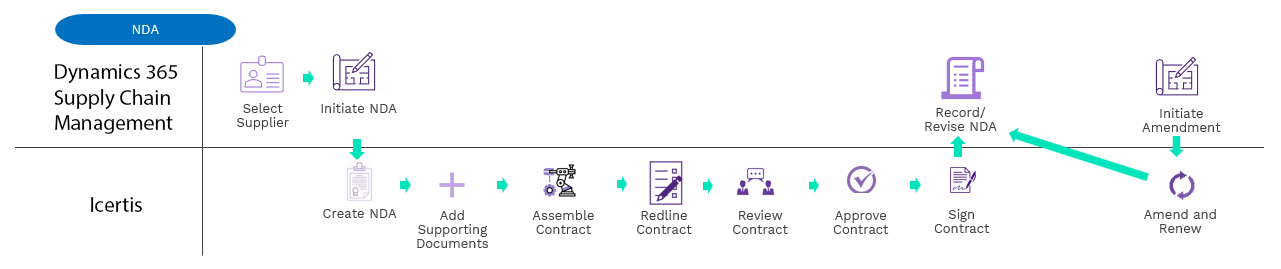 NDA
Dynamics 365
Supply Chain
Management
Select
Supplier
Initiate NDA
Record/
Revise NDA
Initiate
Amendment
Icertis
Create NDA
Add
Supporting
Documents
Assemble
Contract
Redline
Contract
Review
Contract
Approve
Contract
Sign
Contract
Amend and
Renew